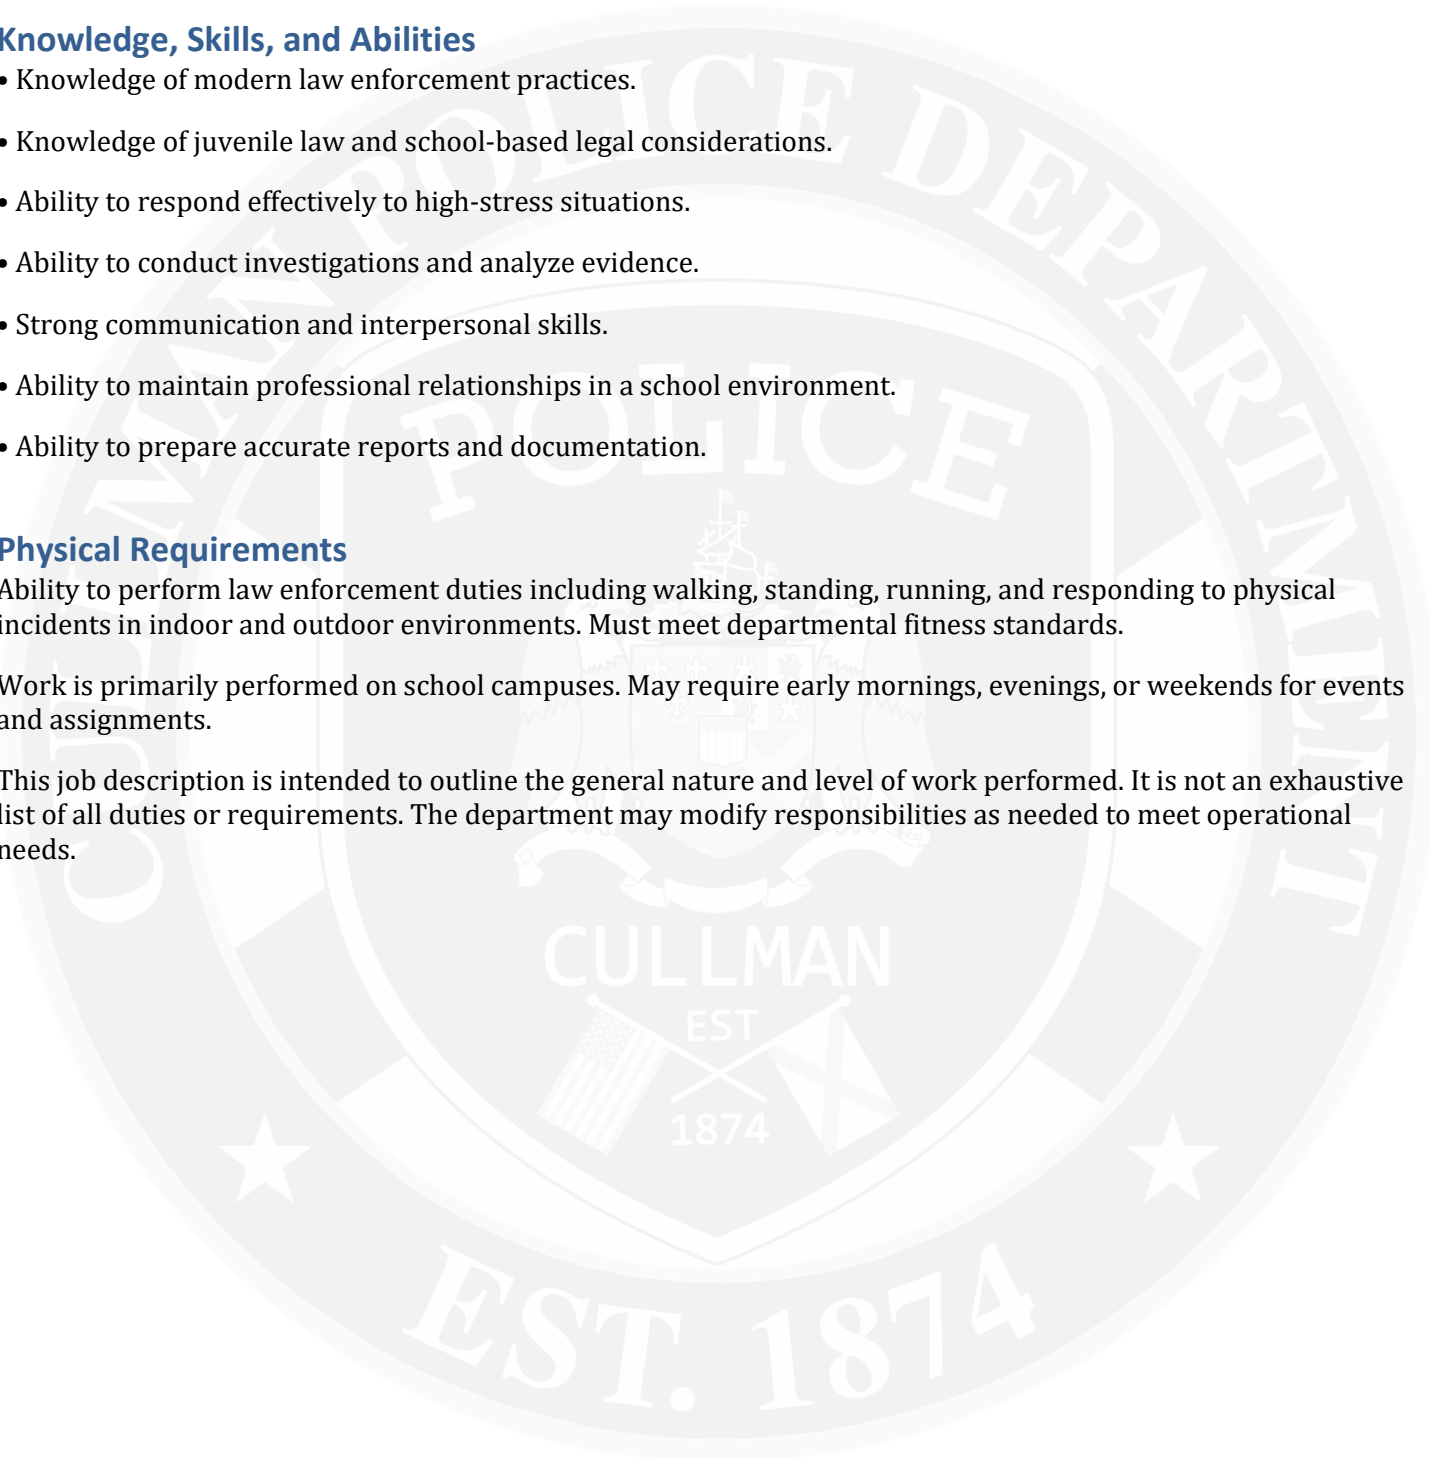 Knowledge, Skills, and Abilities
• Knowledge of modern law enforcement practices.
• Knowledge of juvenile law and school-based legal considerations.
• Ability to respond effectively to high-stress situations.
• Ability to conduct investigations and analyze evidence.
• Strong communication and interpersonal skills.
• Ability to maintain professional relationships in a school environment.
• Ability to prepare accurate reports and documentation.
Physical Requirements
Ability to perform law enforcement duties including walking, standing, running, and responding to physical
incidents in indoor and outdoor environments. Must meet departmental fitness standards.
Work is primarily performed on school campuses. May require early mornings, evenings, or weekends for events
and assignments.
This job description is intended to outline the general nature and level of work performed. It is not an exhaustive
list of all duties or requirements. The department may modify responsibilities as needed to meet operational
needs.
CULLMAN POLICE DEPARTMENT
POLICE
CULLMAN
EST
1874
EST. 1874